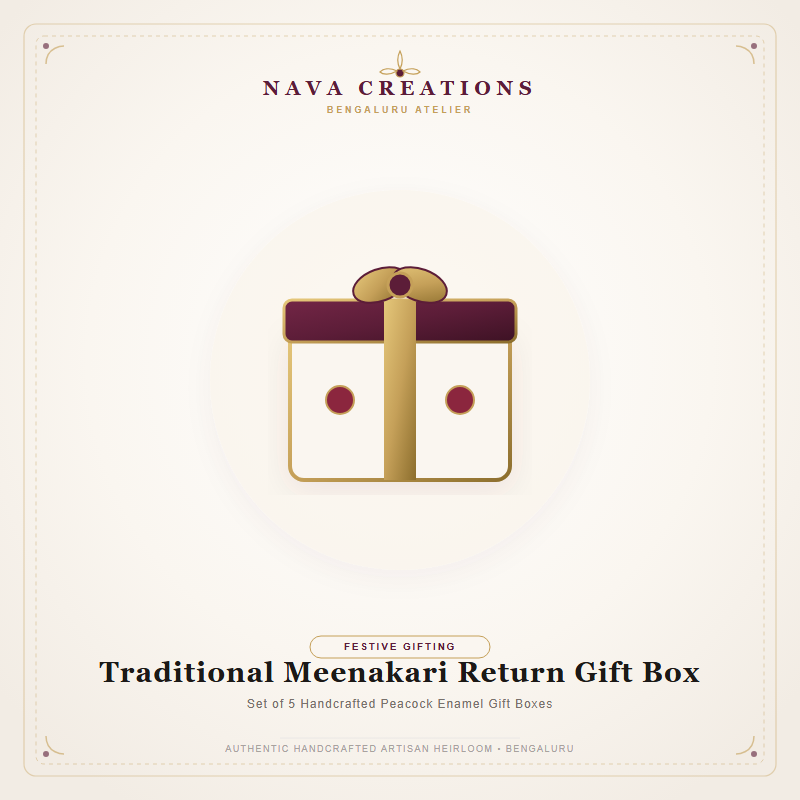 NAVA CREATIONS
BENGALURU ATELIER
FESTIVE GIFTING
Traditional Meenakari Return Gift Box
Set of 5 Handcrafted Peacock Enamel Gift Boxes
AUTHENTIC HANDCRAFTED ARTISAN HEIRLOOM • BENGALURU